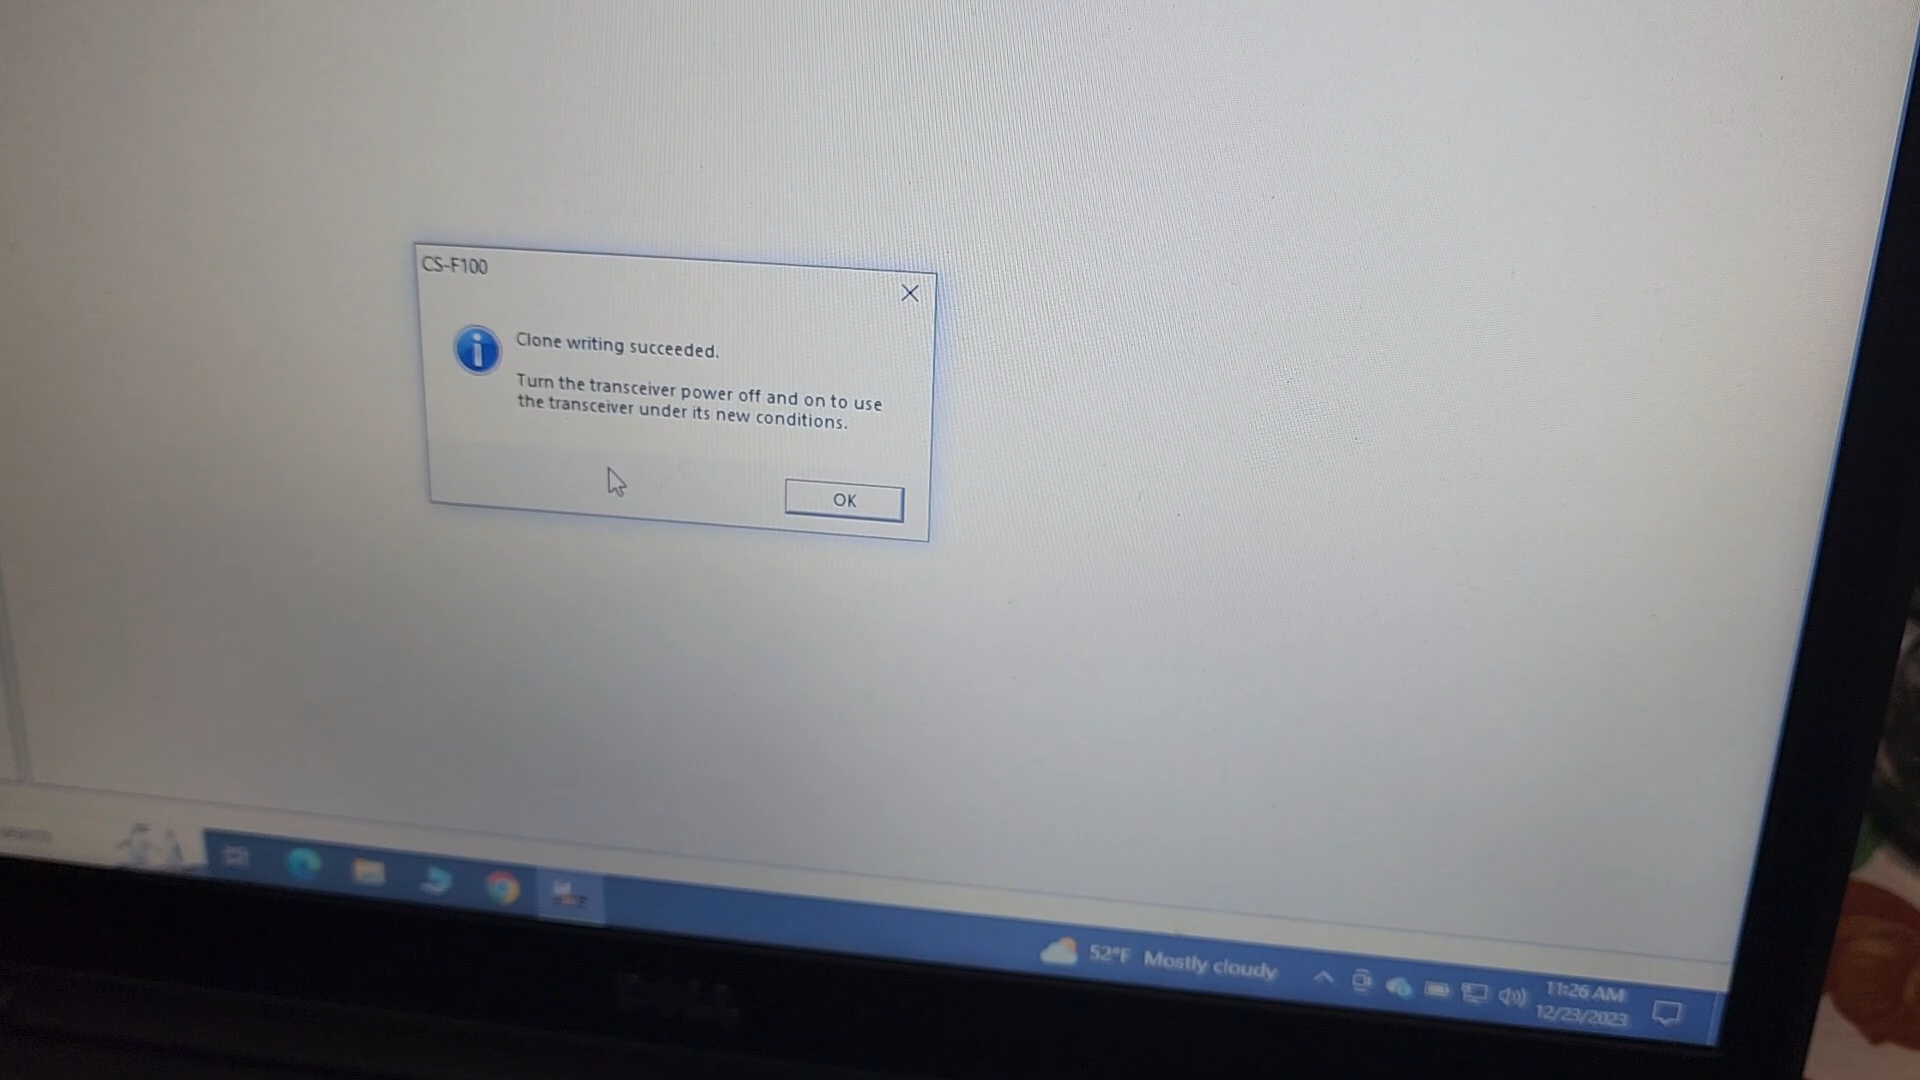 CS-F100
Clone writing succeeded.
Turn the transceiver power off and on to use
the transceiver under its new conditions.
OK
52°F Mostly cloudy
11:26 AM
12/23/2023